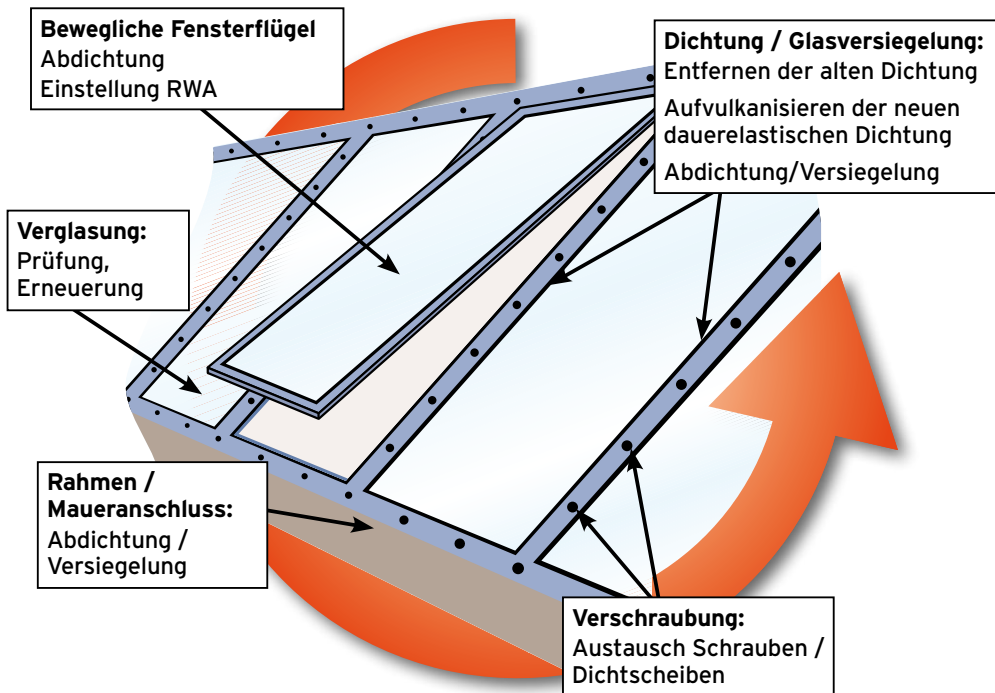 Bewegliche Fensterflügel
Abdichtung
Einstellung RWA
Dichtung / Glasversiegelung:
Entfernen der alten Dichtung
Aufvulkanisieren der neuen
dauerelastischen Dichtung
Abdichtung/Versiegelung
Verglasung:
Prüfung,
Erneuerung
Rahmen /
Maueranschluss:
Abdichtung /
Versiegelung
Verschraubung:
Austausch Schrauben /
Dichtscheiben